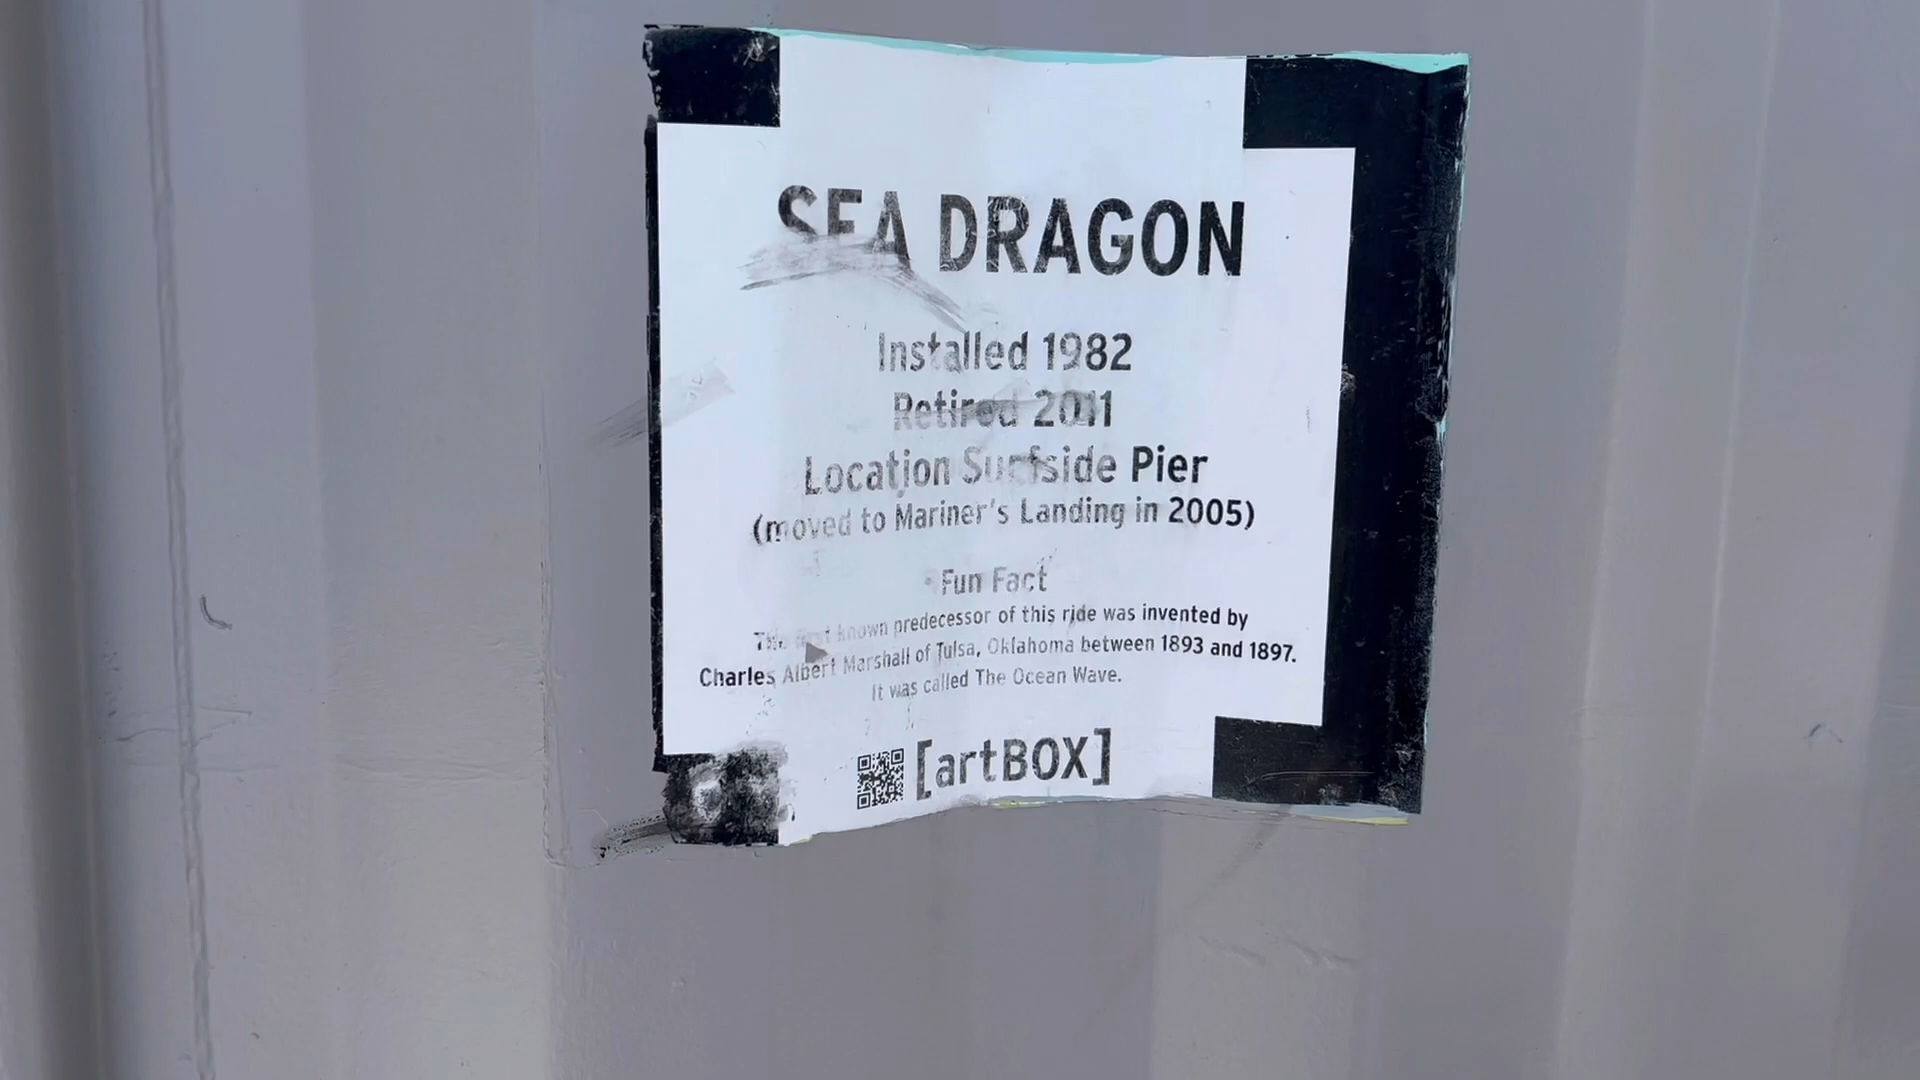 SEA DRAGON
Installed 1982
Retired 2011
Location Surfside Pier
(moved to Mariner's Landing in 2005)
Fun Fact
The first known predecessor of this ride was invented by
Charles Albert Marshall of Tulsa, Oklahoma between 1893 and 1897.
It was called The Ocean Wave.
[artBOX]